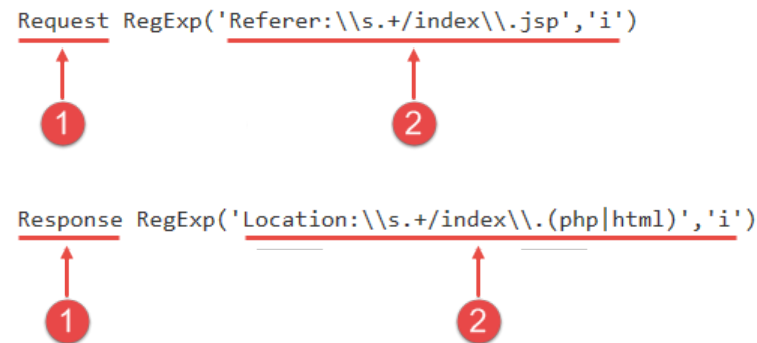 Request RegExp('Referer:\\s.+/index\\.jsp','i')
1 2
Response RegExp('Location:\\s.+/index\\.(php|html)','i')
1 2